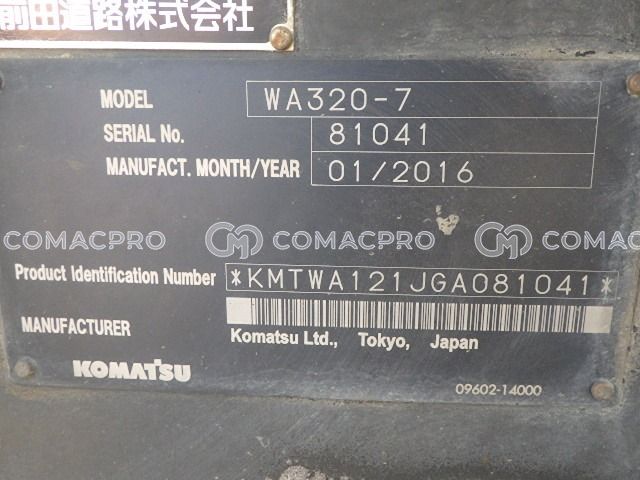 前田道路株式会社
MODEL WA320-7
SERIAL No. 81041
MANUFACT. MONTH/YEAR 01/2016
COMACPRO COMACPRO
Product Identification Number *KMTWA121JGA081041*
MANUFACTURER
Komatsu Ltd., Tokyo, Japan
KOMATSU
09602-14000